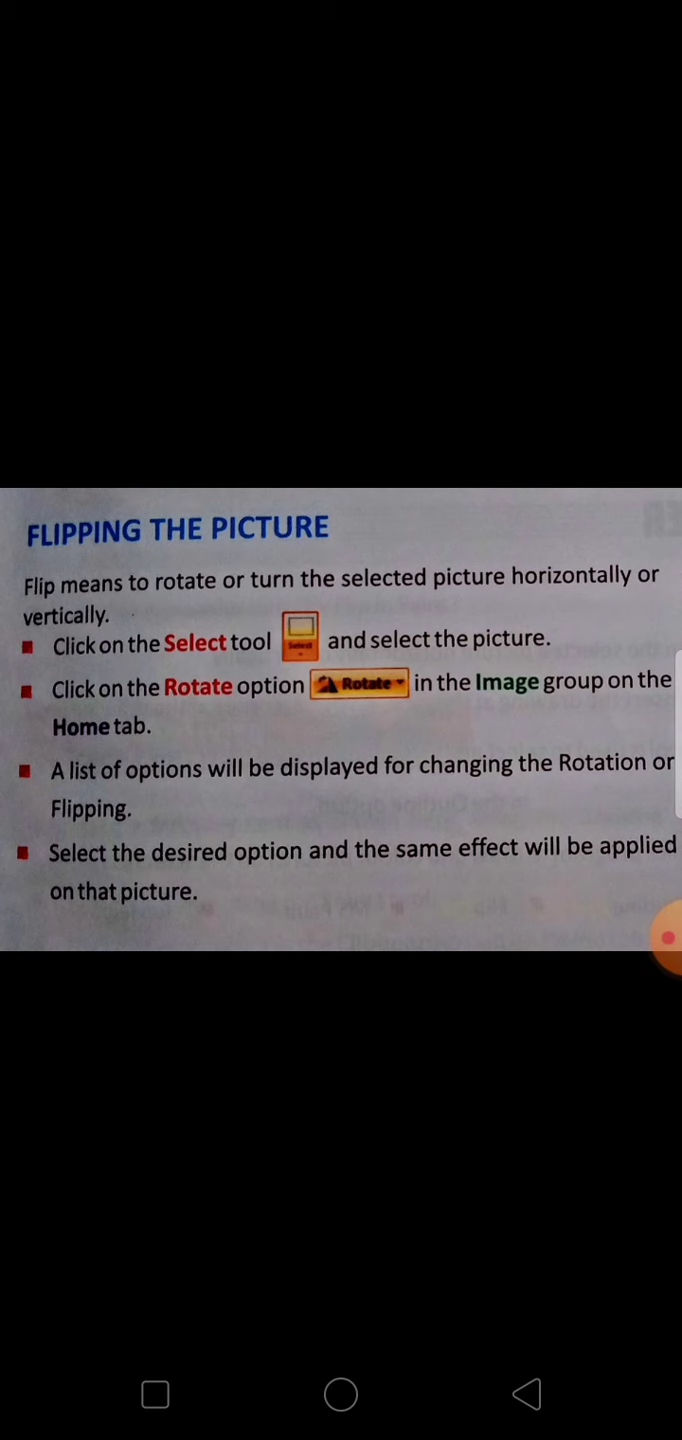 FLIPPING THE PICTURE
Flip means to rotate or turn the selected picture horizontally or
vertically.
Click on the Select tool Select and select the picture.
Click on the Rotate option Rotate in the Image group on the
Home tab.
A list of options will be displayed for changing the Rotation or
Flipping.
Select the desired option and the same effect will be applied
on that picture.